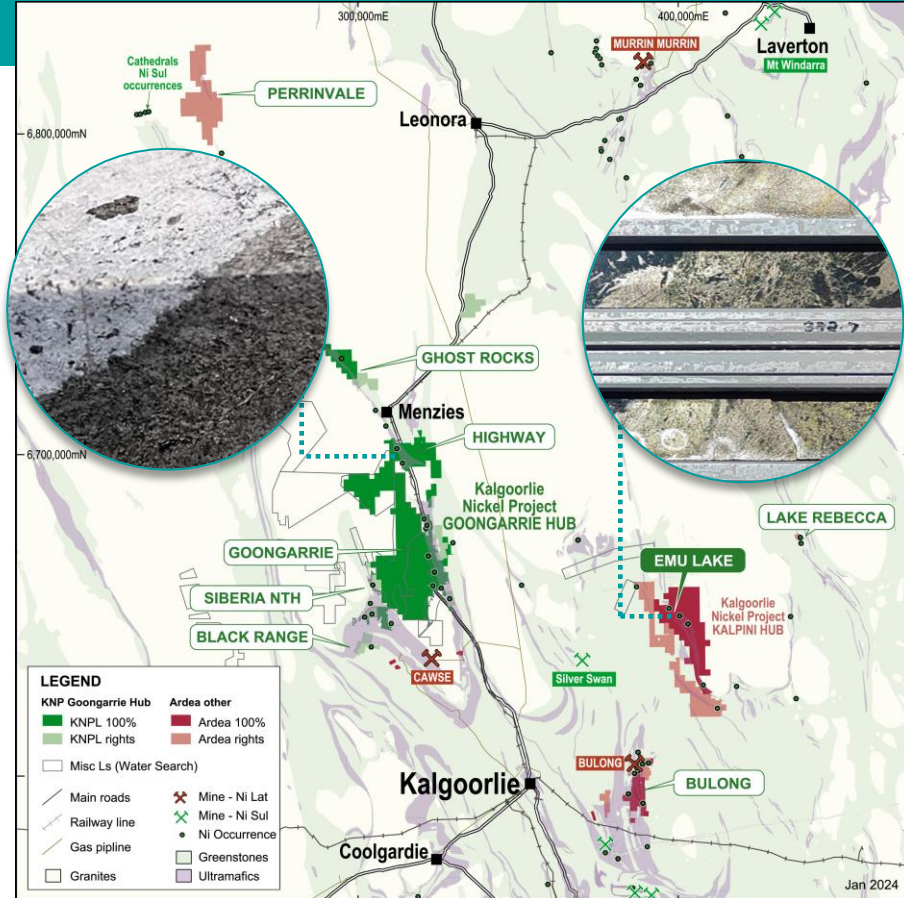 300,000mE
400,000mE
MURRIN MURRIN
Laverton
Mt Windarra
Cathedrals
Ni Sul
occurrences
PERRINVALE
Leonora
6,800,000mN
GHOST ROCKS
Menzies
HIGHWAY
6,700,000mN
Kalgoorlie
Nickel Project
GOONGARRIE HUB
LAKE REBECCA
GOONGARRIE
EMU LAKE
SIBERIA NTH
Kalgoorlie
Nickel Project
KALPINI HUB
BLACK RANGE
CAWSE
Silver Swan
BULONG
BULONG
Kalgoorlie
Coolgardie
LEGEND
KNP Goongarrie Hub
Ardea other
KNPL 100%
Ardea 100%
KNPL rights
Ardea rights
Misc Ls (Water Search)
Main roads
Mine - Ni Lat
Railway line
Mine - Ni Sul
Gas pipline
Ni Occurrence
Greenstones
Granites
Ultramafics
Jan 2024